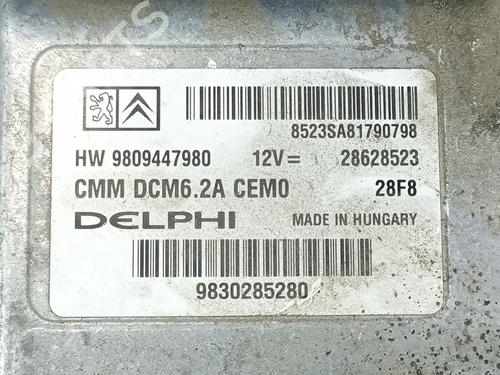 8523SA81790798
HW 9809447980 12V= 28628523
CMM DCM6.2A CEM0 28F8
DELPHI MADE IN HUNGARY
9830285280